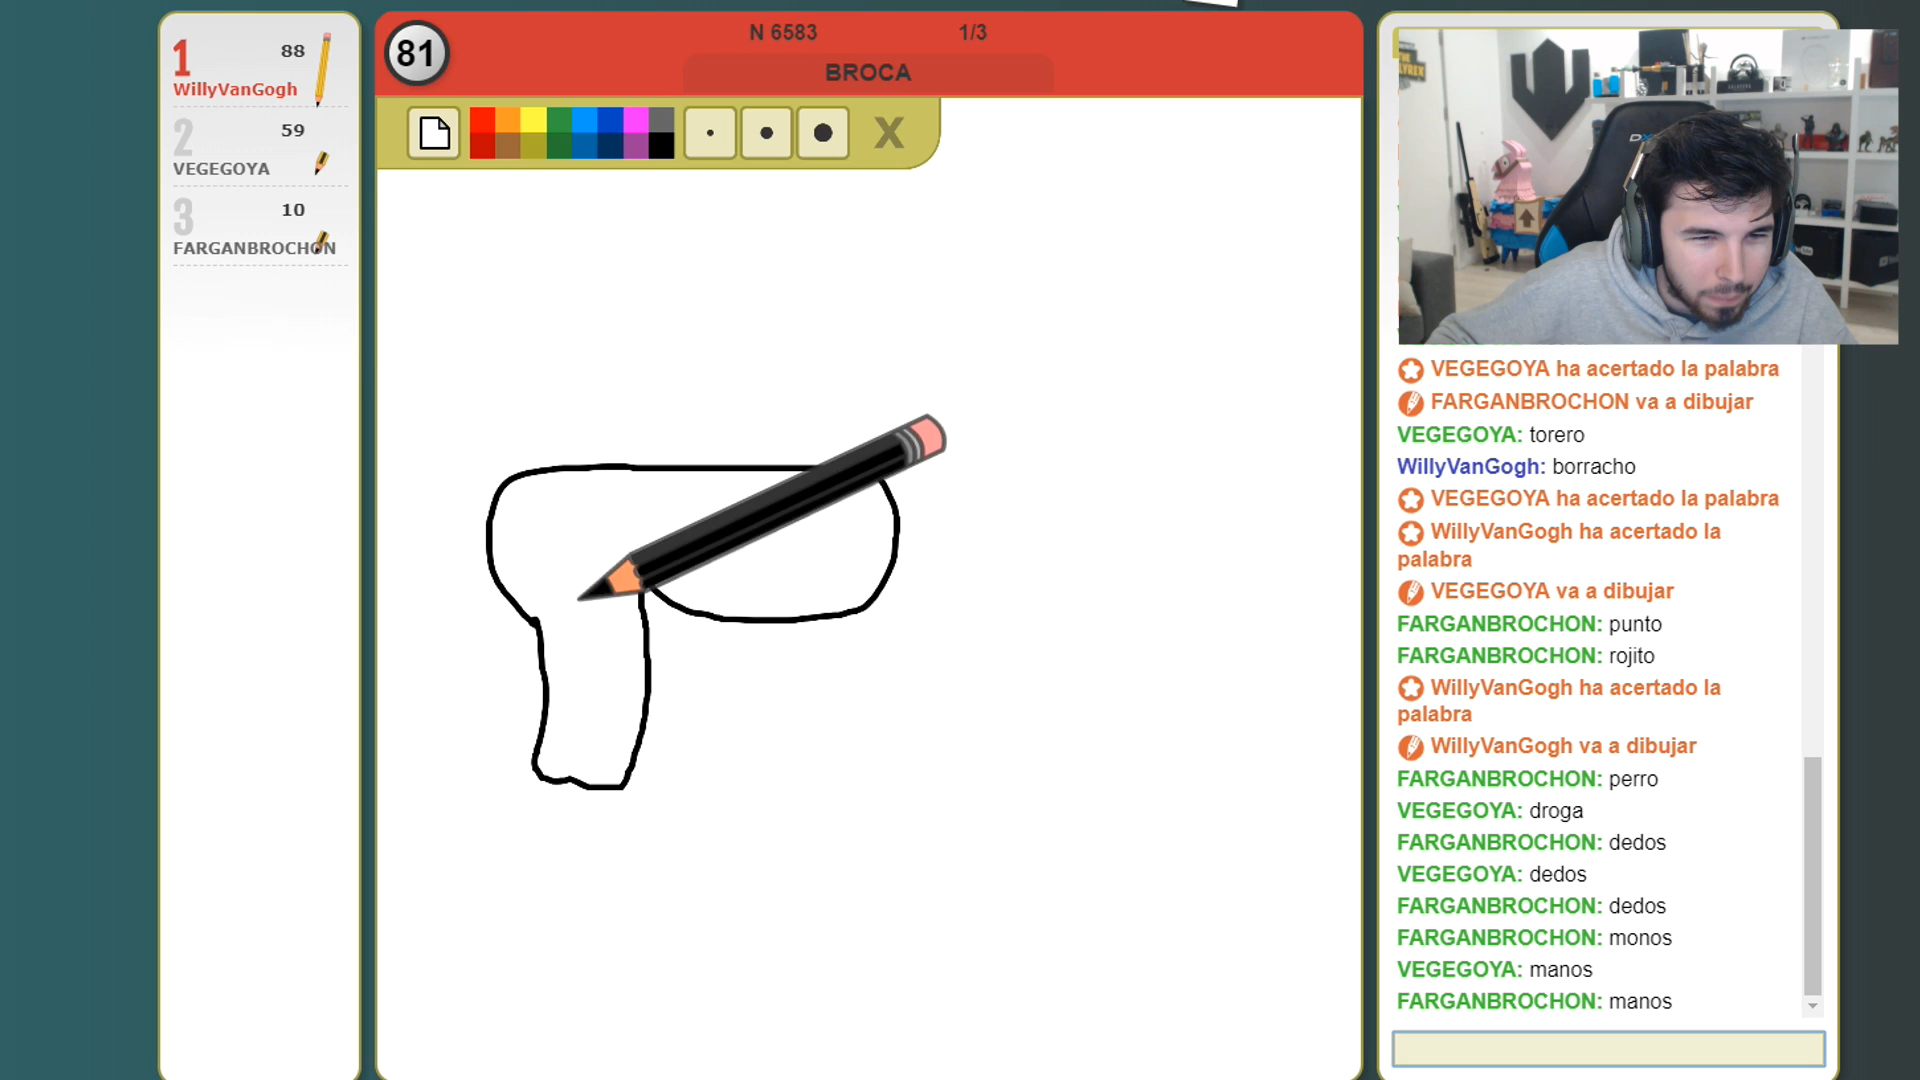 1
88
WillyVanGogh
2
59
VEGEGOYA
3
10
FARGANBROCHON
81
N 6583
1/3
BROCA
X
VEGEGOYA ha acertado la palabra
FARGANBROCHON va a dibujar
VEGEGOYA: torero
WillyVanGogh: borracho
VEGEGOYA ha acertado la palabra
WillyVanGogh ha acertado la
palabra
VEGEGOYA va a dibujar
FARGANBROCHON: punto
FARGANBROCHON: rojito
WillyVanGogh ha acertado la
palabra
WillyVanGogh va a dibujar
FARGANBROCHON: perro
VEGEGOYA: droga
FARGANBROCHON: dedos
VEGEGOYA: dedos
FARGANBROCHON: dedos
FARGANBROCHON: monos
VEGEGOYA: manos
FARGANBROCHON: manos